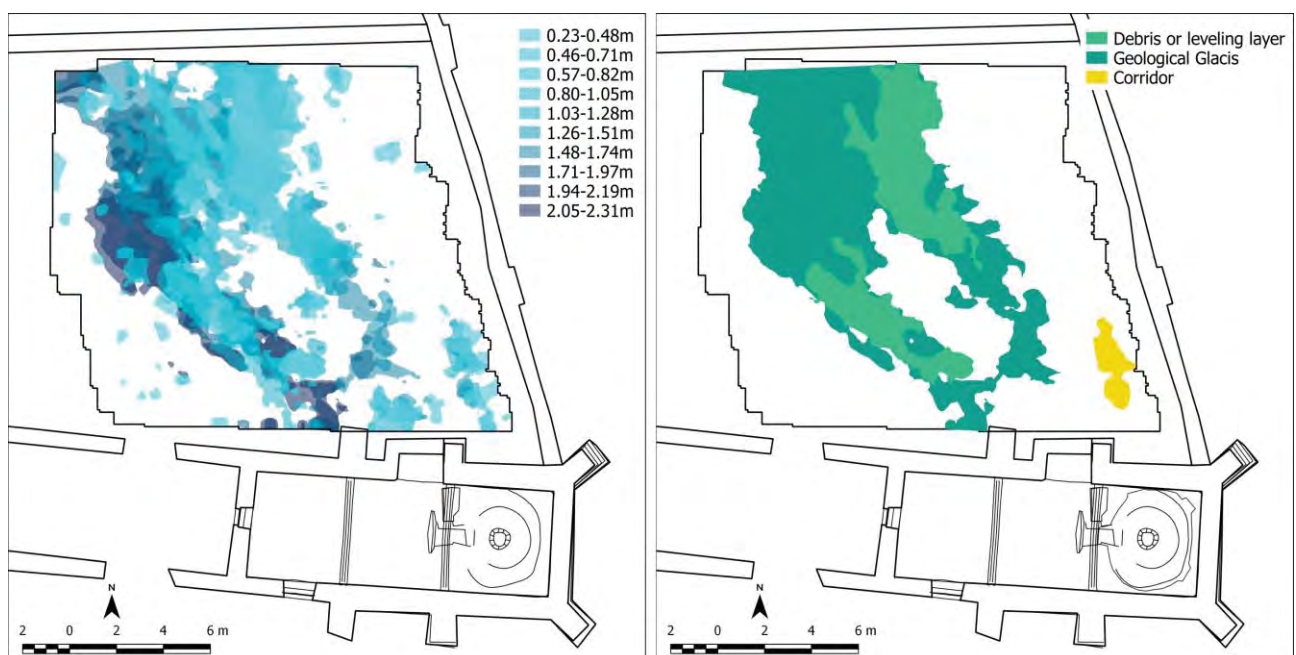 0.23-0.48m
0.46-0.71m
0.57-0.82m
0.80-1.05m
1.03-1.28m
1.26-1.51m
1.48-1.74m
1.71-1.97m
1.94-2.19m
2.05-2.31m
N
2 0 2 4 6 m
Debris or leveling layer
Geological Glacis
Corridor
N
2 0 2 4 6 m